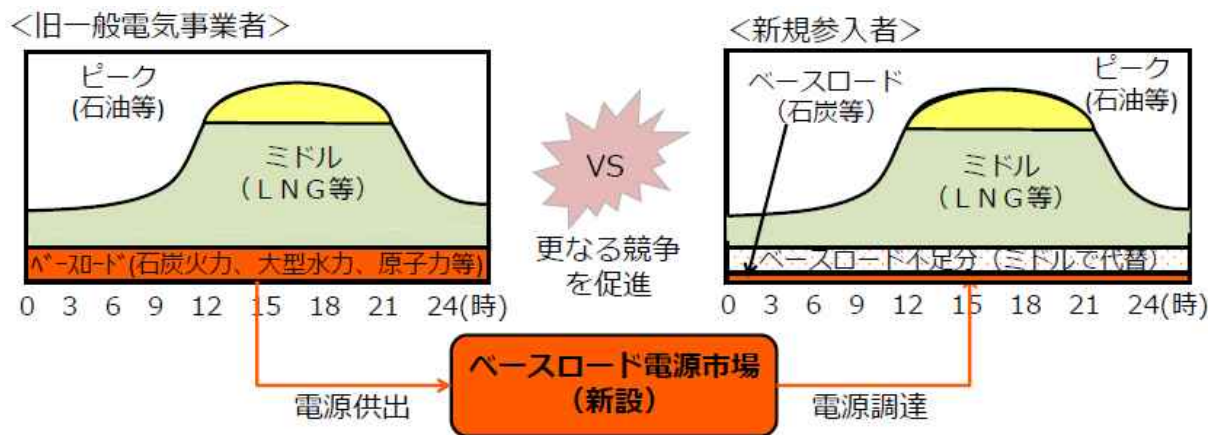 <旧一般電気事業者>
ピーク
(石油等)
ミドル
(LNG等)
ベースロード(石炭火力、大型水力、原子力等)
0 3 6 9 12 15 18 21 24(時)
VS
更なる競争
を促進
<新規参入者>
ベースロード
(石炭等)
ピーク
(石油等)
ミドル
(LNG等)
ベースロード不足分(ミドルで代替)
0 3 6 9 12 15 18 21 24(時)
ベースロード電源市場
(新設)
電源供出
電源調達